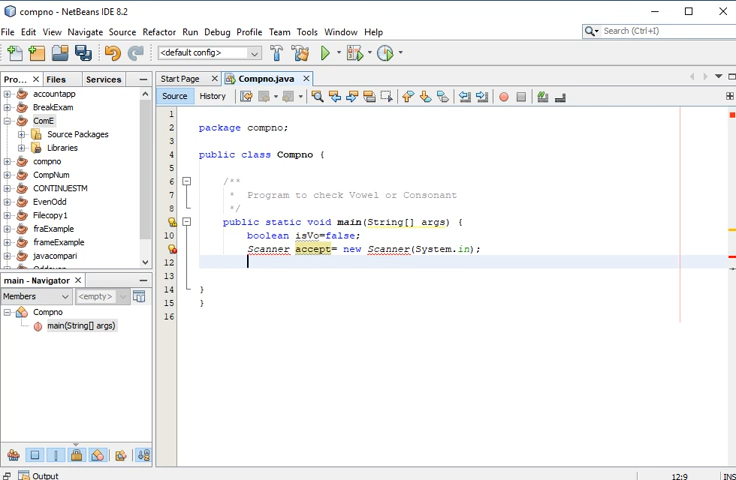 compno - NetBeans IDE 8.2
File Edit View Navigate Source Refactor Run Debug Profile Team Tools Window Help
Search (Ctrl+I)
<default config>
Pro... Files Services
Start Page Compno.java
Source History
accountapp
BreakExam
ComE
Source Packages
Libraries
compno
CompNum
CONTINUESTM
EvenOdd
Filecopy1
fraExample
frameExample
javacompari
main - Navigator
Members <empty>
Compno
main(String[] args)
1
2 package compno;
3
4 public class Compno {
5
6 /**
7 * Program to check Vowel or Consonant
8 */
public static void main(String[] args) {
10 boolean isVo=false;
Scanner accept= new Scanner(System.in);
12
13
14 }
15 }
16
Output
12:9 INS